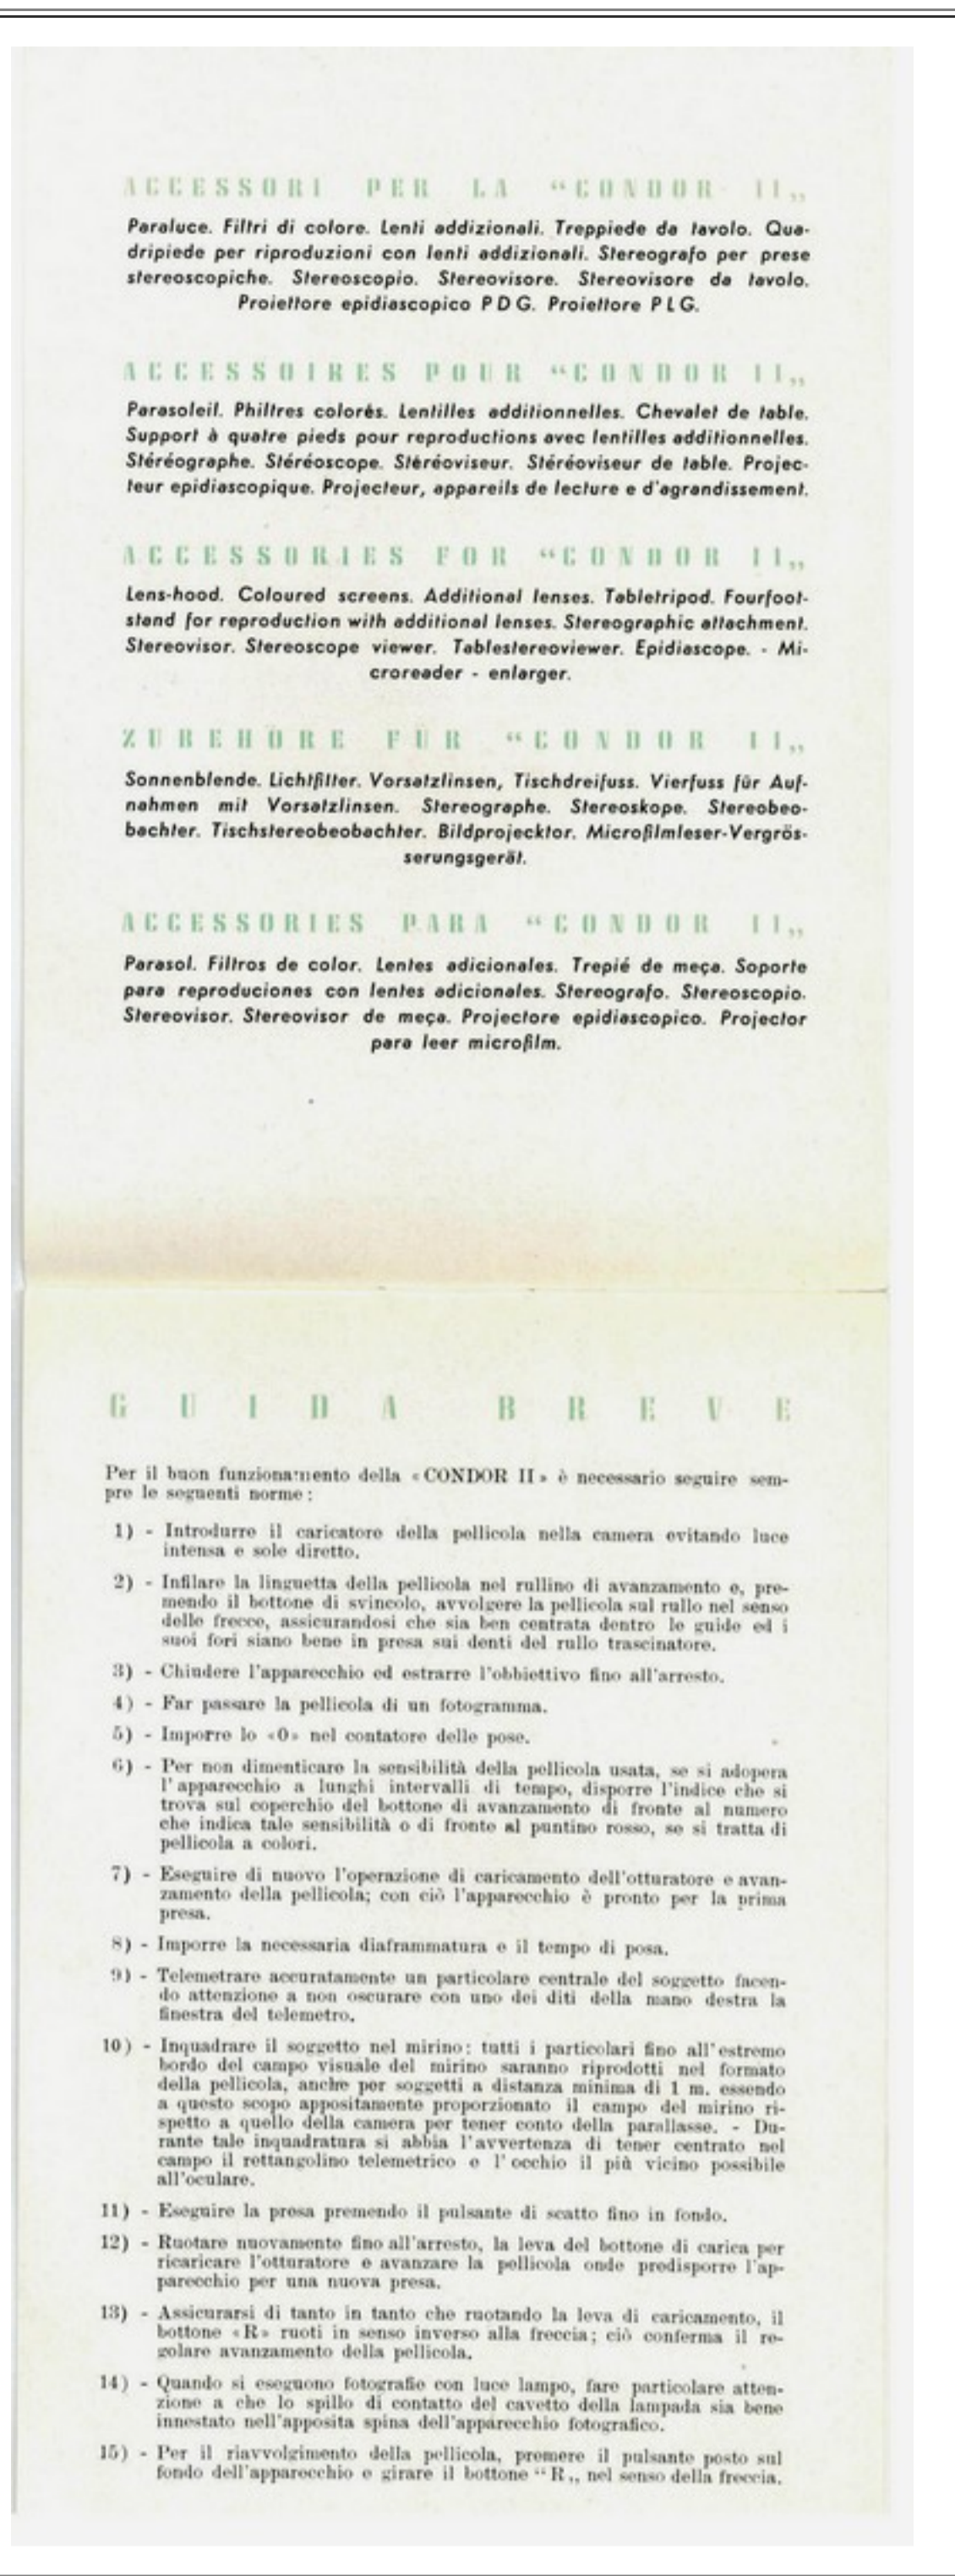 ACCESSORI PER LA “CONDOR II„
Paraluce. Filtri di colore. Lenti addizionali. Treppiede da tavolo. Qua-
dripiede per riproduzioni con lenti addizionali. Stereografo per prese
stereoscopiche. Stereoscopio. Stereovisore. Stereovisore da tavolo.
Proiettore epidiascopico PDG. Proiettore PLG.
ACCESSOIRES POUR “CONDOR II„
Parasoleil. Philtres colorés. Lentilles additionnelles. Chevalet de table.
Support à quatre pieds pour reproductions avec lentilles additionnelles.
Stéréographe. Stéréoscope. Stéréoviseur. Stéréoviseur de table. Projec-
teur epidiascopique. Projecteur, appareils de lecture e d'agrandissement.
ACCESSORIES FOR “CONDOR II„
Lens-hood. Coloured screens. Additional lenses. Tabletripod. Fourfoot-
stand for reproduction with additional lenses. Stereographic attachment.
Stereovisor. Stereoscope viewer. Tablestereoviewer. Epidiascope. - Mi-
croreader - enlarger.
ZUBEHÖRE FÜR “CONDOR II„
Sonnenblende. Lichtfilter. Vorsatzlinsen, Tischdreifuss. Vierfuss für Auf-
nahmen mit Vorsatzlinsen. Stereographe. Stereoskope. Stereobeo-
bachter. Tischstereobeobachter. Bildprojecktor. Microfilmleser-Vergrös-
serungsgerät.
ACCESSORIES PARA “CONDOR II„
Parasol. Filtros de color. Lentes adicionales. Trepié de meça. Soporte
para reproduciones con lentes adicionales. Stereografo. Stereoscopio.
Stereovisor. Stereovisor de meça. Projectore epidiascopico. Projector
para leer microfilm.
GUIDA BREVE
Per il buon funzionamento della «CONDOR II» è necessario seguire sem-
pre le seguenti norme:
1) - Introdurre il caricatore della pellicola nella camera evitando luce
intensa e sole diretto.
2) - Infilare la linguetta della pellicola nel rullino di avanzamento e, pre-
mendo il bottone di svincolo, avvolgere la pellicola sul rullo nel senso
delle frecce, assicurandosi che sia ben centrata dentro le guide ed i
suoi fori siano bene in presa sui denti del rullo trascinatore.
3) - Chiudere l'apparecchio ed estrarre l'obbiettivo fino all'arresto.
4) - Far passare la pellicola di un fotogramma.
5) - Imporre lo «0» nel contatore delle pose.
6) - Per non dimenticare la sensibilità della pellicola usata, se si adopera
l'apparecchio a lunghi intervalli di tempo, disporre l'indice che si
trova sul coperchio del bottone di avanzamento di fronte al numero
che indica tale sensibilità o di fronte al puntino rosso, se si tratta di
pellicola a colori.
7) - Eseguire di nuovo l'operazione di caricamento dell'otturatore e avan-
zamento della pellicola; con ciò l'apparecchio è pronto per la prima
presa.
8) - Imporre la necessaria diaframmatura e il tempo di posa.
9) - Telemetrare accuratamente un particolare centrale del soggetto facen-
do attenzione a non oscurare con uno dei diti della mano destra la
finestra del telemetro.
10) - Inquadrare il soggetto nel mirino: tutti i particolari fino all'estremo
bordo del campo visuale del mirino saranno riprodotti nel formato
della pellicola, anche per soggetti a distanza minima di 1 m. essendo
a questo scopo appositamente proporzionato il campo del mirino ri-
spetto a quello della camera per tener conto della parallasse. - Du-
rante tale inquadratura si abbia l'avvertenza di tener centrato nel
campo il rettangolino telemetrico e l'occhio il più vicino possibile
all'oculare.
11) - Eseguire la presa premendo il pulsante di scatto fino in fondo.
12) - Ruotare nuovamente fino all'arresto, la leva del bottone di carica per
ricaricare l'otturatore e avanzare la pellicola onde predisporre l'ap-
parecchio per una nuova presa.
13) - Assicurarsi di tanto in tanto che ruotando la leva di caricamento, il
bottone «R» ruoti in senso inverso alla freccia; ciò conferma il re-
golare avanzamento della pellicola.
14) - Quando si eseguono fotografie con luce lampo, fare particolare atten-
zione a che lo spillo di contatto del cavetto della lampada sia bene
innestato nell'apposita spina dell'apparecchio fotografico.
15) - Per il riavvolgimento della pellicola, premere il pulsante posto sul
fondo dell'apparecchio e girare il bottone “R„ nel senso della freccia.